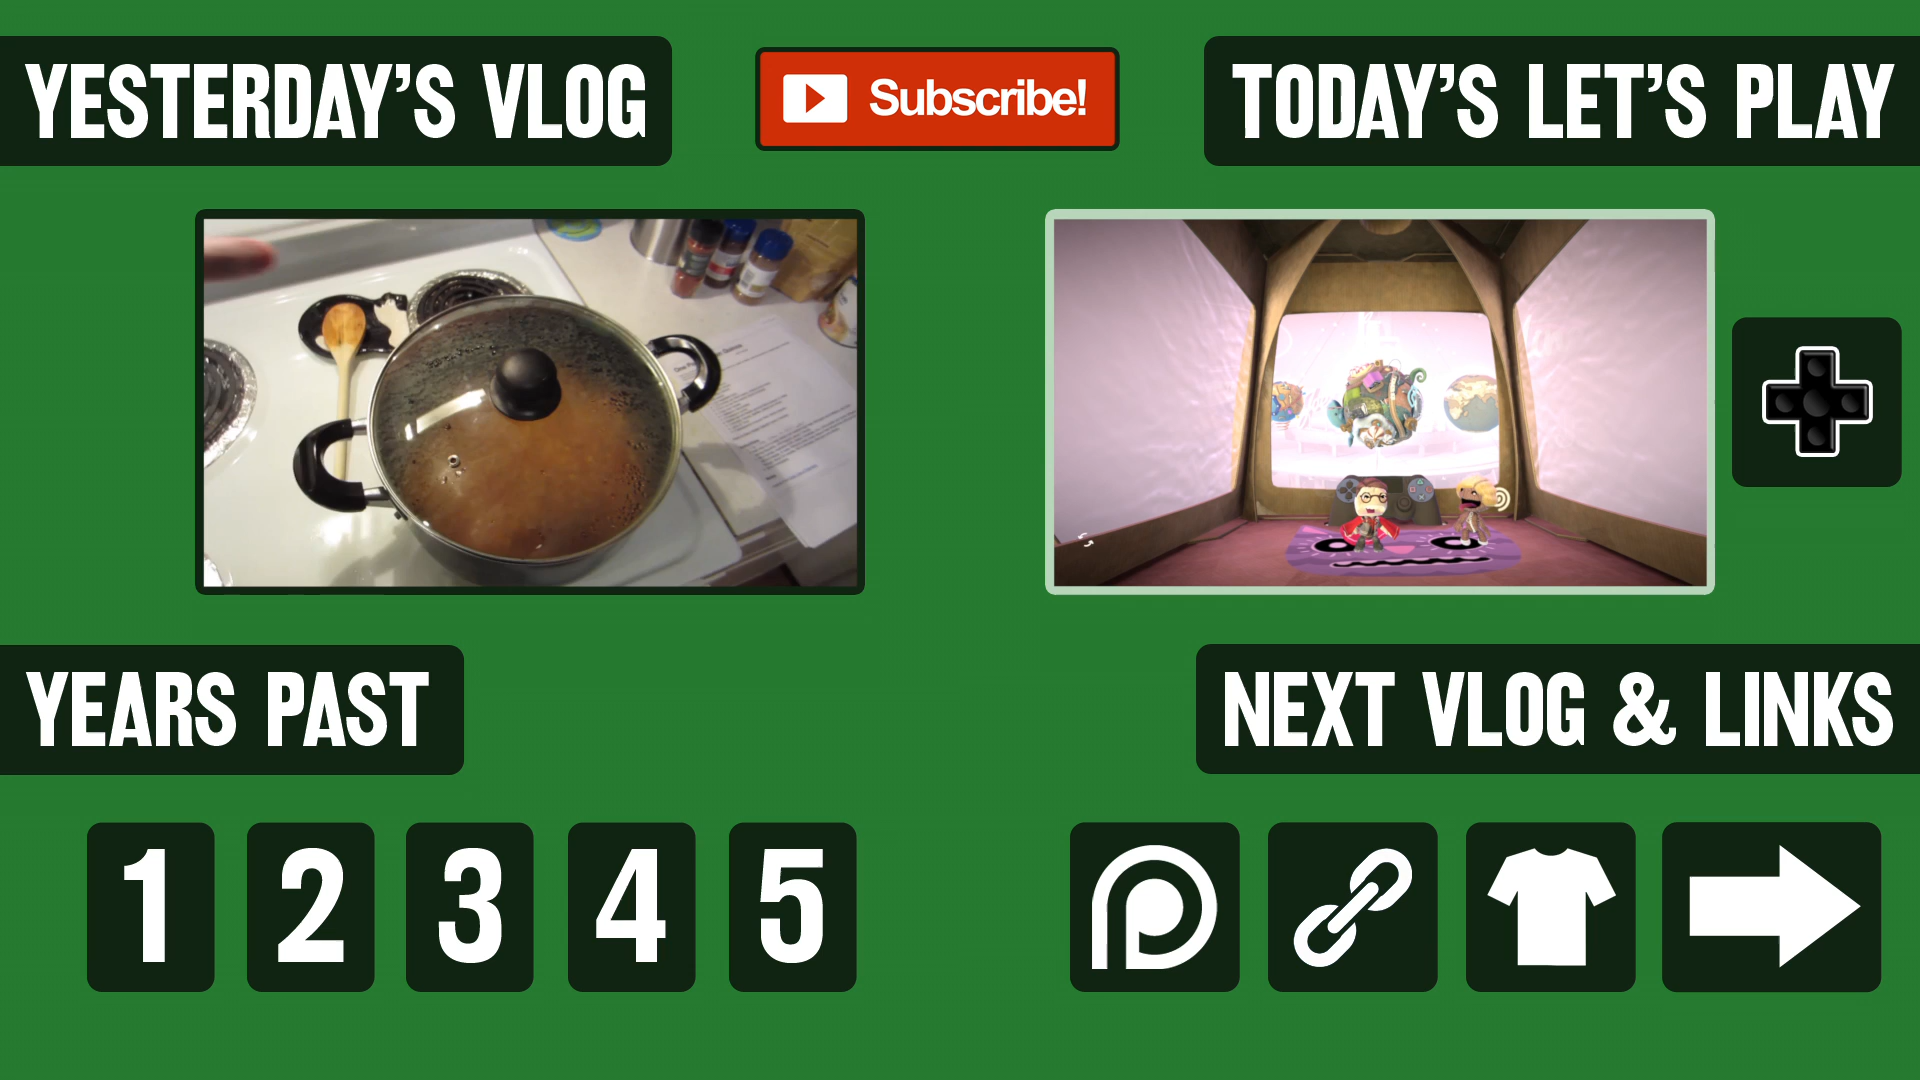 YESTERDAY'S VLOG
Subscribe!
TODAY'S LET'S PLAY
YEARS PAST
NEXT VLOG & LINKS
1 2 3 4 5